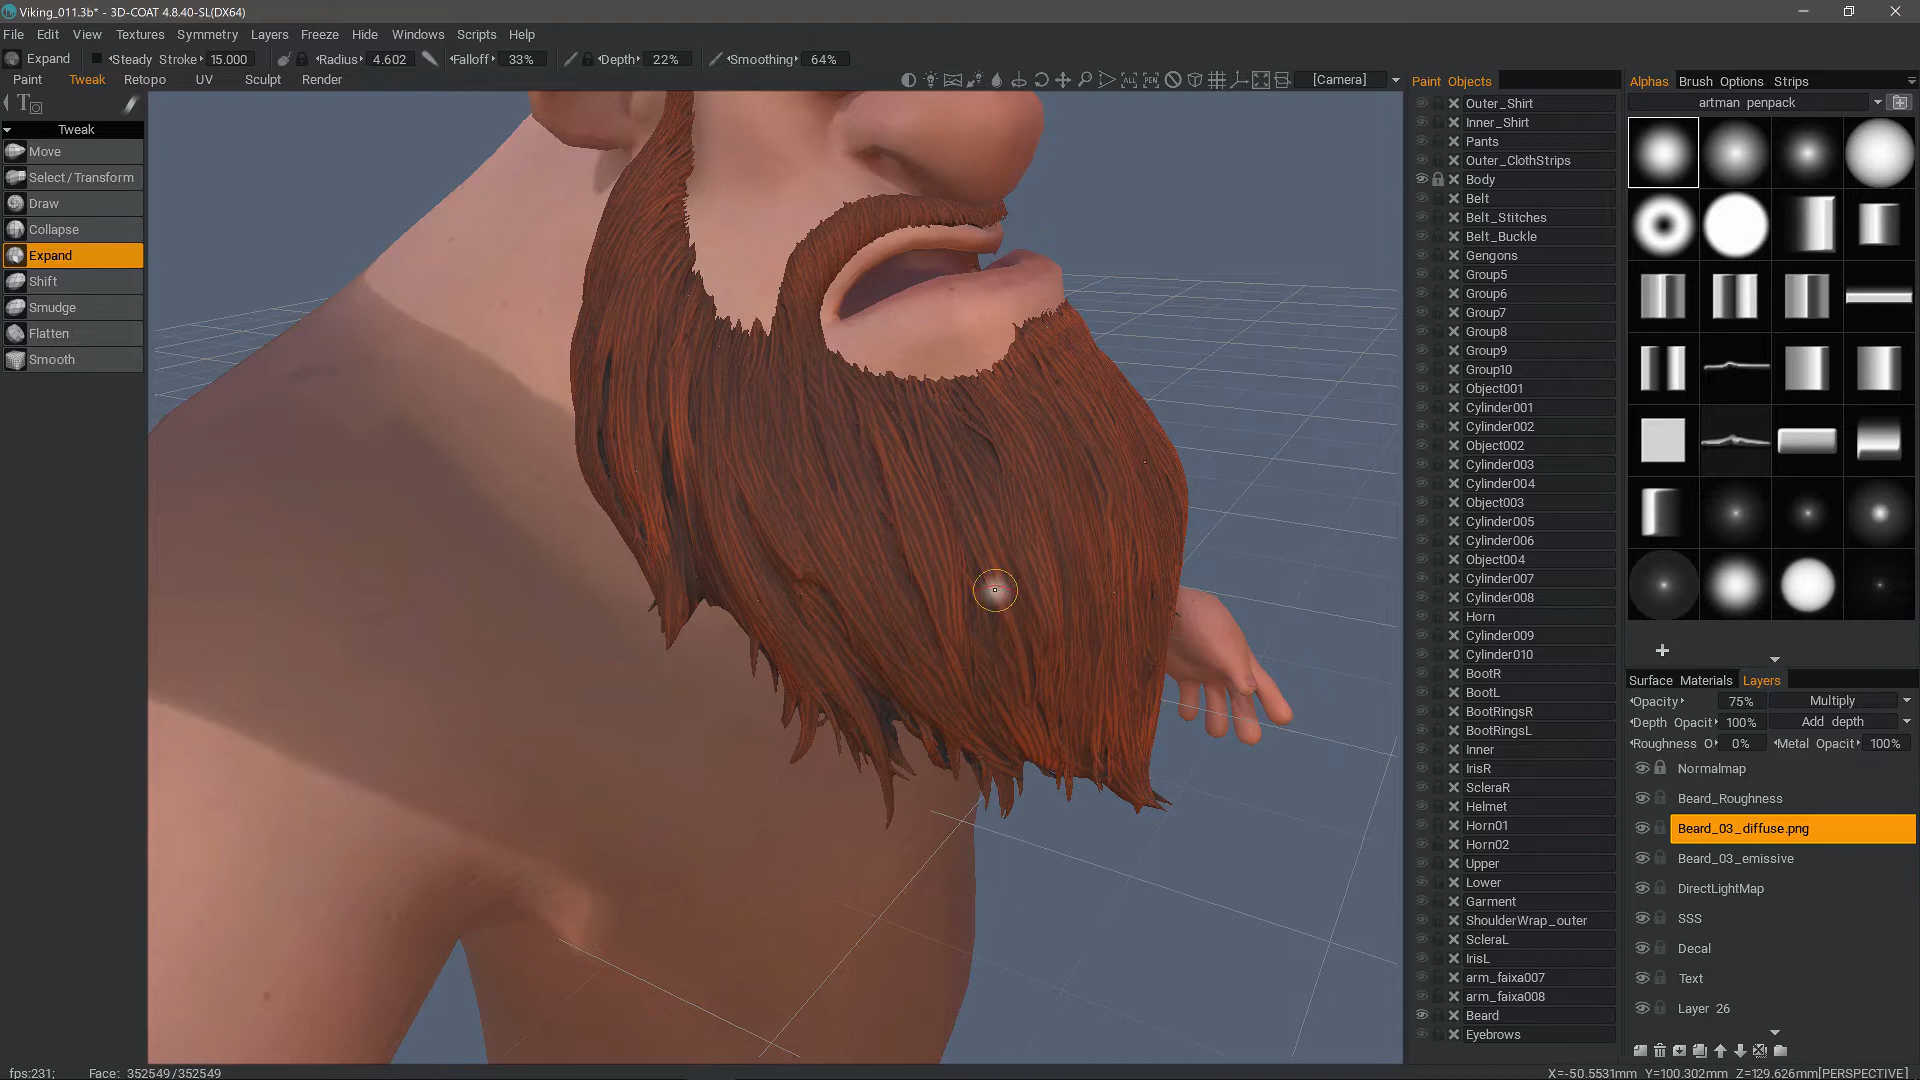 Viking_011.3b* - 3D-COAT 4.8.40-SL(DX64)
File Edit View Textures Symmetry Layers Freeze Hide Windows Scripts Help
Expand Steady Stroke 15.000 Radius 4.602 Falloff 33% Depth 22% Smoothing 64%
Paint Tweak Retopo UV Sculpt Render
[Camera]
Tweak
Move
Select/Transform
Draw
Collapse
Expand
Shift
Smudge
Flatten
Smooth
Paint Objects
Outer_Shirt
Inner_Shirt
Pants
Outer_ClothStrips
Body
Belt
Belt_Stitches
Belt_Buckle
Gengons
Group5
Group6
Group7
Group8
Group9
Group10
Object001
Cylinder001
Cylinder002
Object002
Cylinder003
Cylinder004
Object003
Cylinder005
Cylinder006
Object004
Cylinder007
Cylinder008
Horn
Cylinder009
Cylinder010
BootR
BootL
BootRingsR
BootRingsL
Inner
IrisR
ScleraR
Helmet
Horn01
Horn02
Upper
Lower
Garment
ShoulderWrap_outer
ScleraL
IrisL
arm_faixa007
arm_faixa008
Beard
Eyebrows
Alphas Brush Options Strips
artman penpack
Surface Materials Layers
Opacity 75% Multiply
Depth Opacit 100% Add depth
Roughness O 0% Metal Opacit 100%
Normalmap
Beard_Roughness
Beard_03_diffuse.png
Beard_03_emissive
DirectLightMap
SSS
Decal
Text
Layer 26
fps:231; Face: 352549/352549
X=-50.5531mm Y=100.302mm Z=129.626mm[PERSPECTIVE]